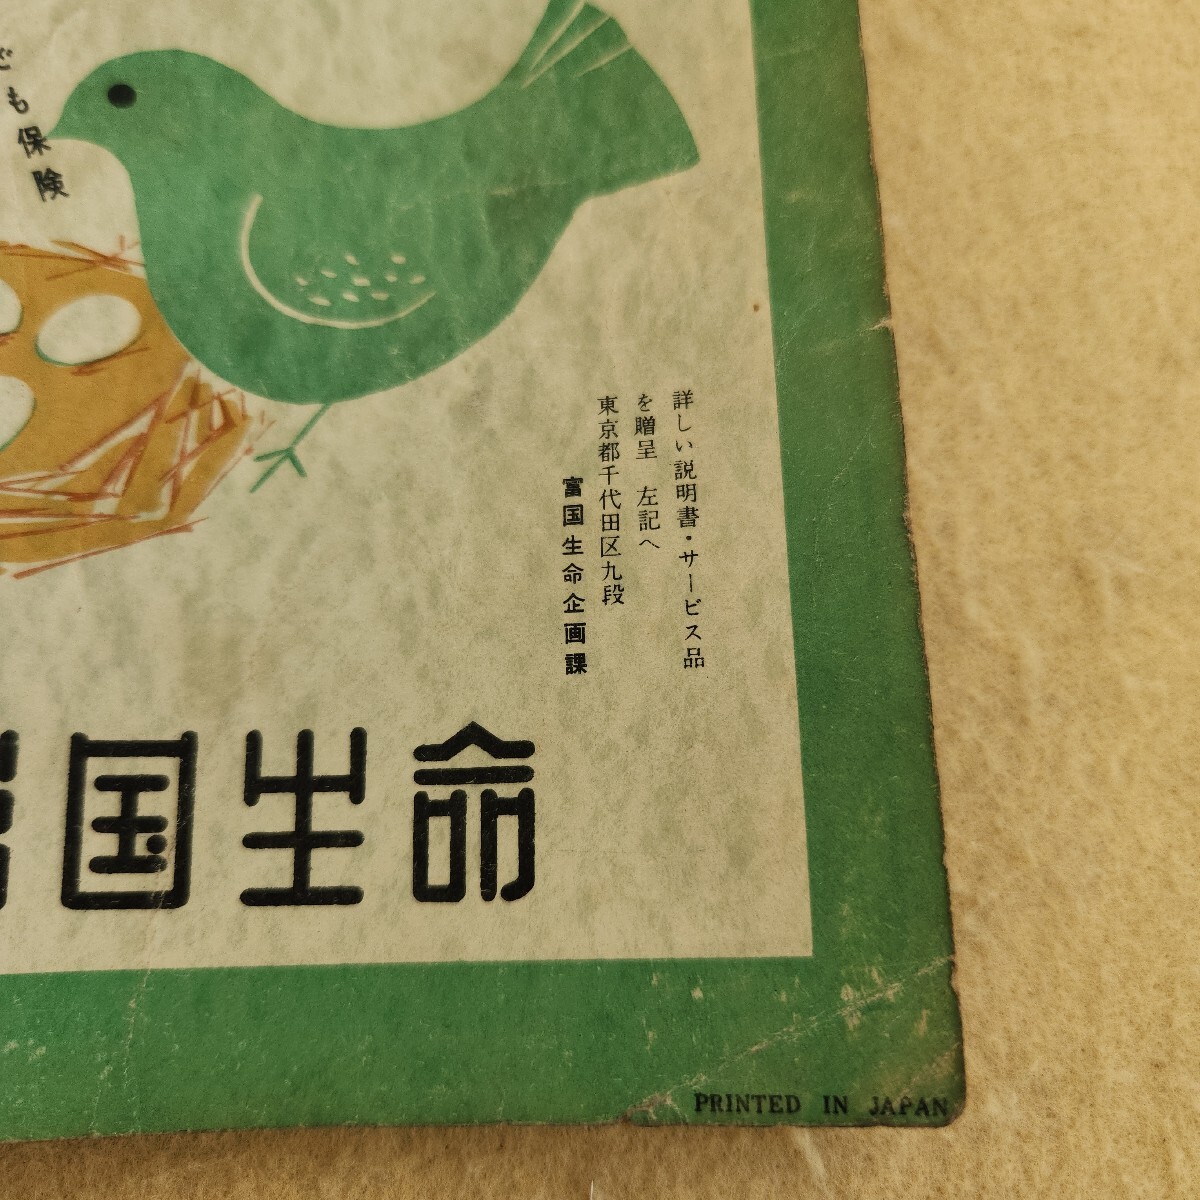 ども保険
詳しい説明書・サービス品
を贈呈　左記へ
東京都千代田区九段
富国生命企画課
国生命
PRINTED IN JAPAN